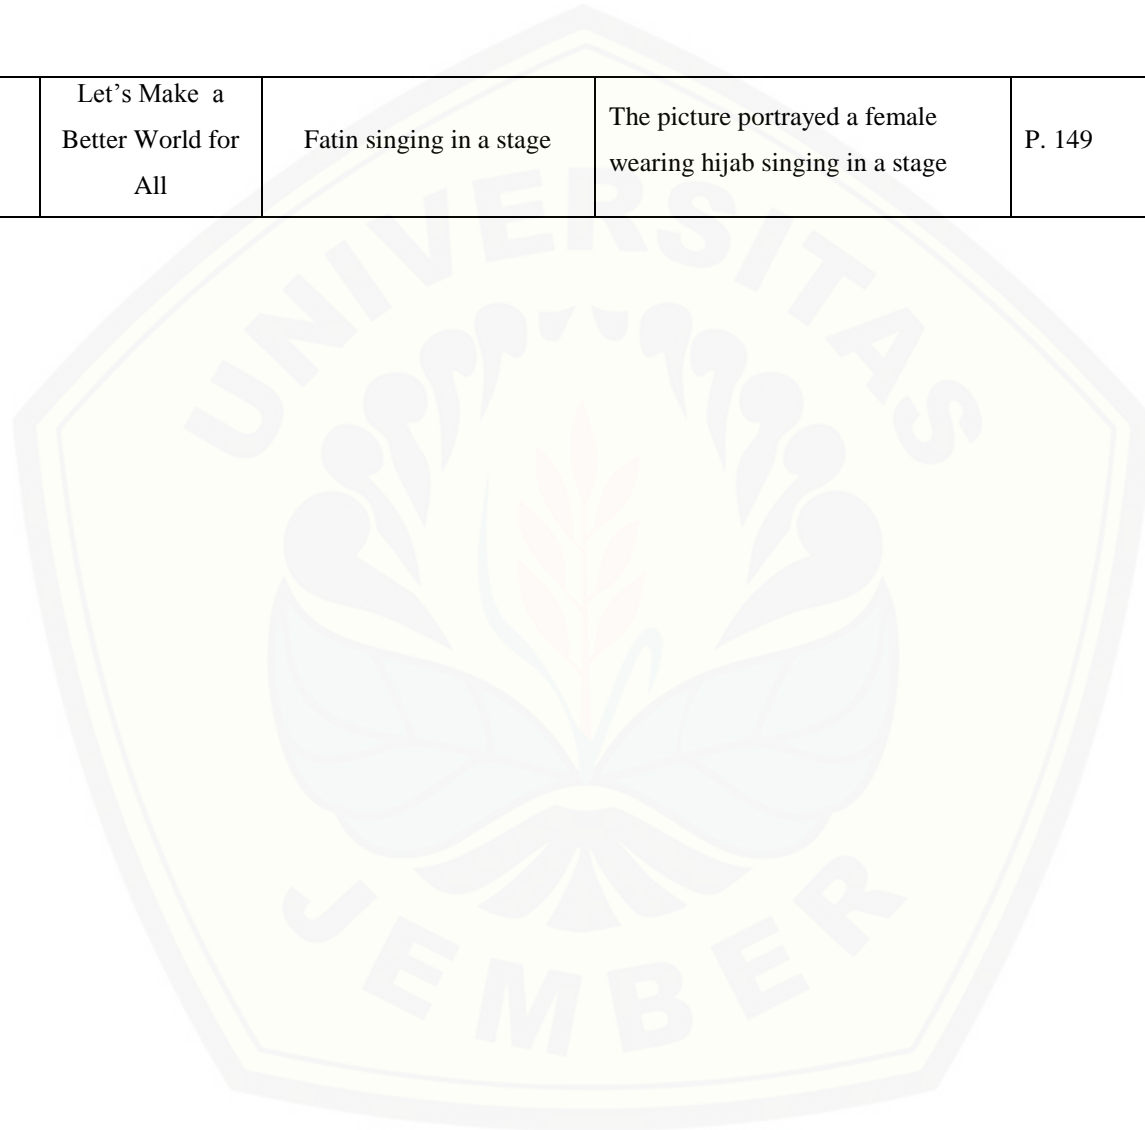 Let’s Make a
Better World for
All
Fatin singing in a stage
The picture portrayed a female
wearing hijab singing in a stage
P. 149
UNIVERSITAS
JEMBER